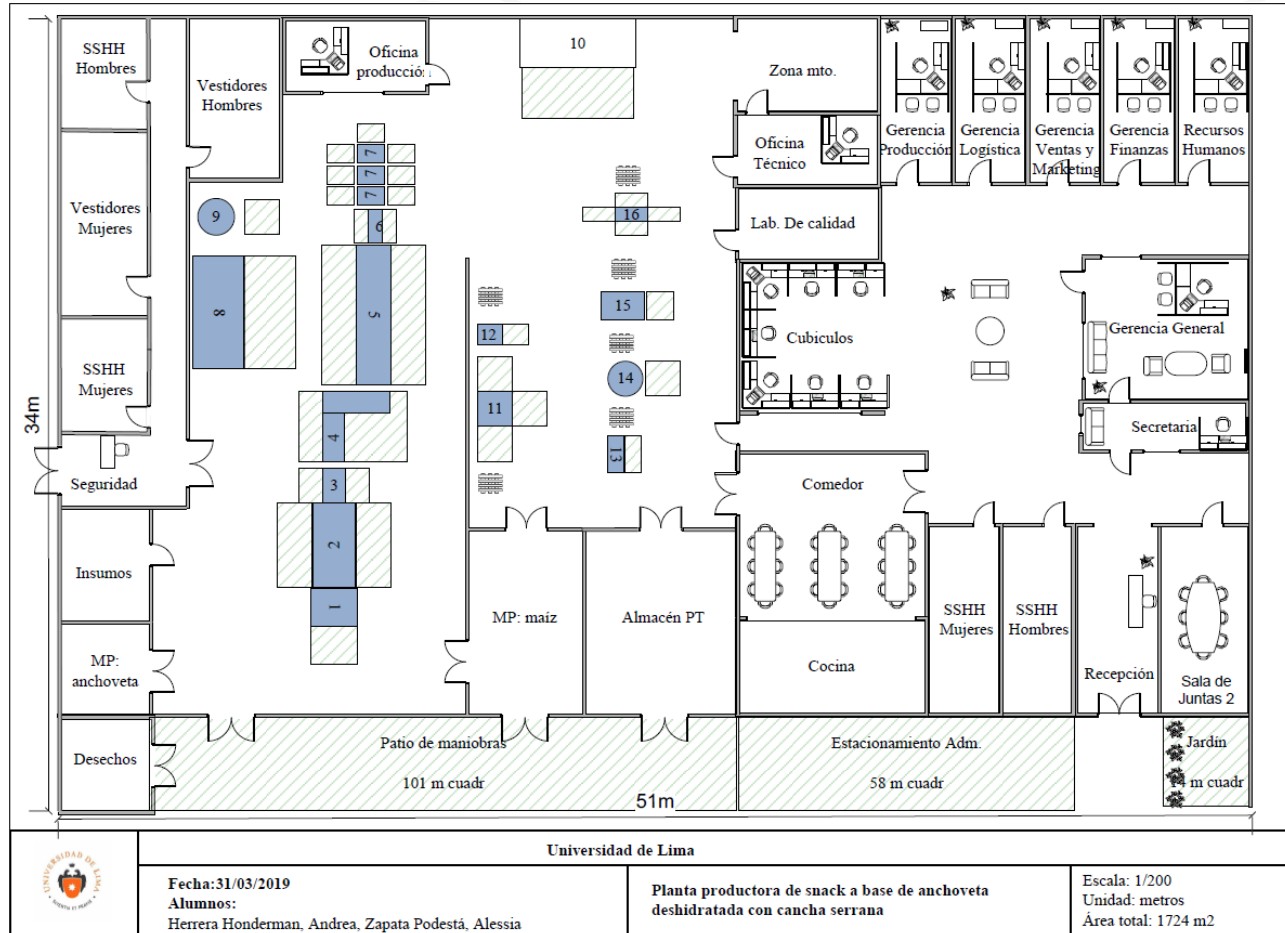 SSHH
Hombres
Vestidores
Hombres
Oficina
producción
10
Zona mto.
Gerencia
Producción
Gerencia
Logística
Gerencia
Ventas y
Marketing
Gerencia
Finanzas
Recursos
Humanos
Oficina
Técnico
7
7
7
Vestidores
Mujeres
9
6
16
Lab. De calidad
8
5
15
12
Cubiculos
Gerencia General
SSHH
Mujeres
14
11
34m
4
13
Secretaria
Seguridad
3
Comedor
2
Insumos
1
MP: maíz
Almacén PT
SSHH
Mujeres
SSHH
Hombres
MP:
anchoveta
Cocina
Recepción
Sala de
Juntas 2
Desechos
Patio de maniobras
101 m cuadr
Estacionamiento Adm.
58 m cuadr
Jardín
14 m cuadr
51m
Universidad de Lima
UNIVERSIDAD DE LIMA
Fecha:31/03/2019
Alumnos:
Herrera Honderman, Andrea, Zapata Podestá, Alessia
Planta productora de snack a base de anchoveta
deshidratada con cancha serrana
Escala: 1/200
Unidad: metros
Área total: 1724 m2